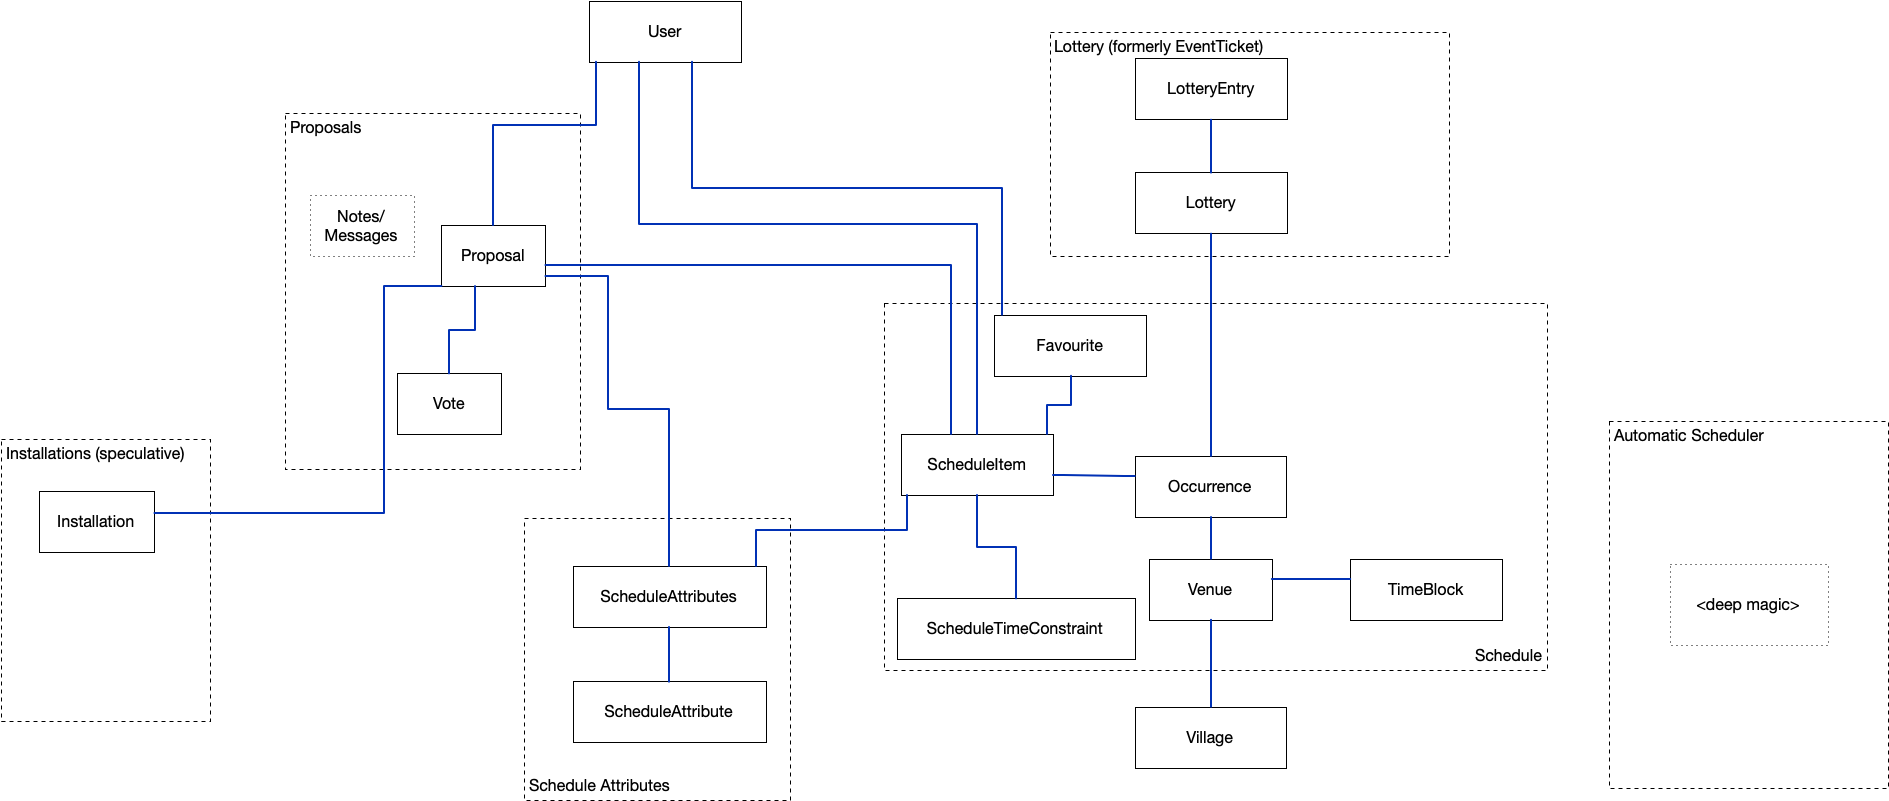 User
Lottery (formerly EventTicket)
LotteryEntry
Proposals
Lottery
Notes/
Messages
Proposal
Favourite
Vote
Automatic Scheduler
Installations (speculative)
ScheduleItem
Occurrence
Installation
Venue
TimeBlock
ScheduleAttributes
<deep magic>
ScheduleTimeConstraint
Schedule
ScheduleAttribute
Village
Schedule Attributes